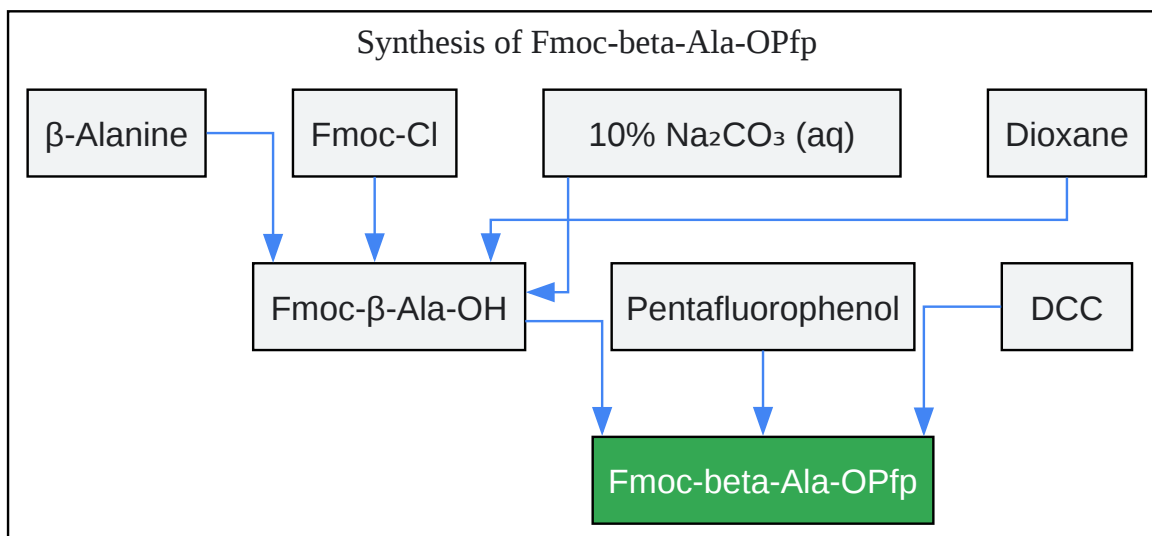 Synthesis of Fmoc-beta-Ala-OPfp
β-Alanine
Fmoc-Cl
10% Na₂CO₃ (aq)
Dioxane
Fmoc-β-Ala-OH
Pentafluorophenol
DCC
Fmoc-beta-Ala-OPfp